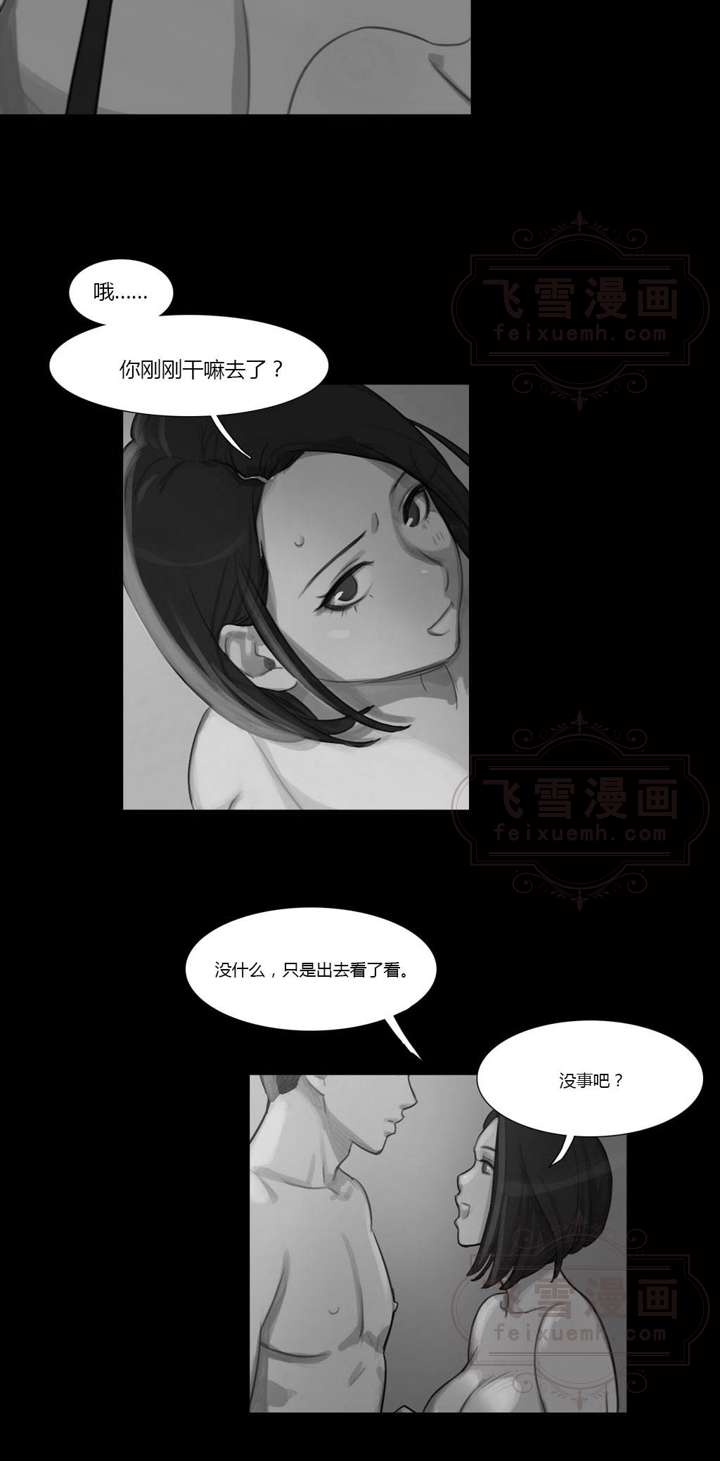 飞雪漫画
feixuemh.com
哦......
你刚刚干嘛去了？
飞雪漫画
feixuemh.com
没什么，只是出去看了看。
没事吧？
飞雪漫画
feixuemh.com